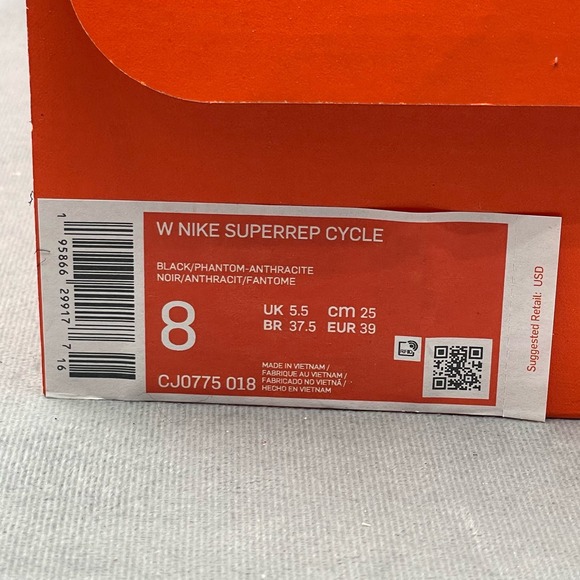 W NIKE SUPERREP CYCLE
BLACK/PHANTOM-ANTHRACITE
NOIR/ANTHRACIT/FANTOME
8
UK 5.5 cm 25
BR 37.5 EUR 39
CJ0775 018
MADE IN VIETNAM /
FABRIQUE AU VIETNAM /
FABRICADO NO VIETNÃ /
HECHO EN VIETNAM
RFID
1 95866 29917 7 16
Suggested Retail: USD